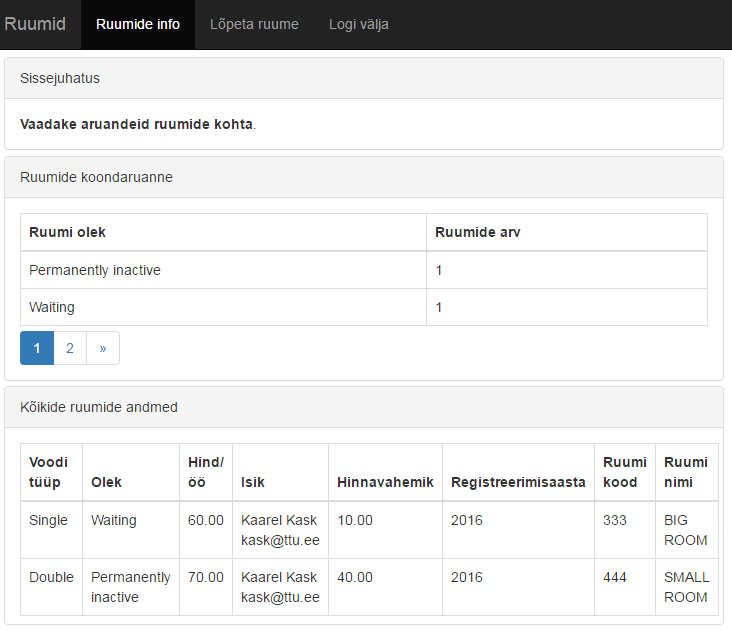 Ruumid Ruumide info Lõpeta ruume Logi välja
Sissejuhatus
Vaadake aruandeid ruumide kohta.
Ruumide koondaruanne
Ruumi olek Ruumide arv
Permanently inactive 1
Waiting 1
1 2 »
Kõikide ruumide andmed
Voodi tüüp Olek Hind/ öö Isik Hinnavahemik Registreerimisaasta Ruumi kood Ruumi nimi
Single Waiting 60.00 Kaarel Kask 10.00 2016 333 BIG
kask@ttu.ee ROOM
Double Permanently 70.00 Kaarel Kask 40.00 2016 444 SMALL
inactive kask@ttu.ee ROOM